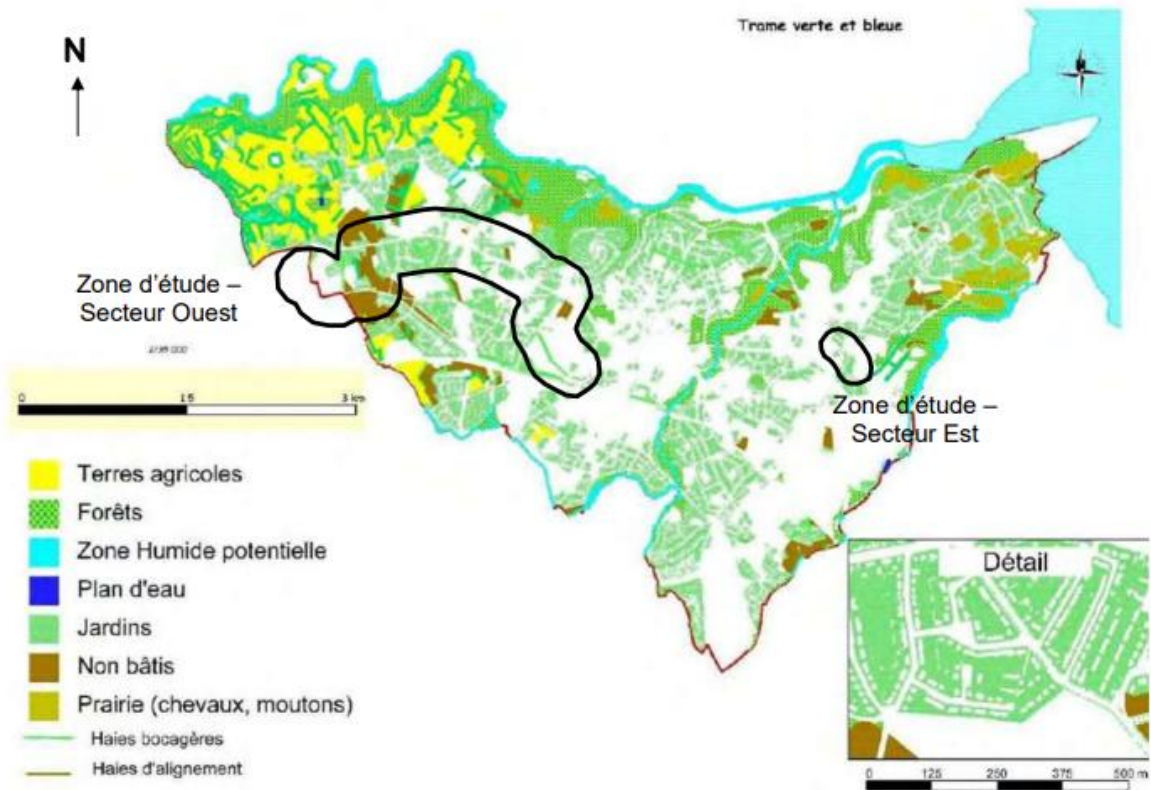 Trame verte et bleue
N
Zone d'étude –
Secteur Ouest
0
3 km
Zone d'étude –
Secteur Est
Terres agricoles
Forêts
Zone Humide potentielle
Plan d'eau
Jardins
Non bâtis
Prairie (chevaux, moutons)
Haies bocagères
Haies d'alignement
Détail
0 125 250 375 500 m